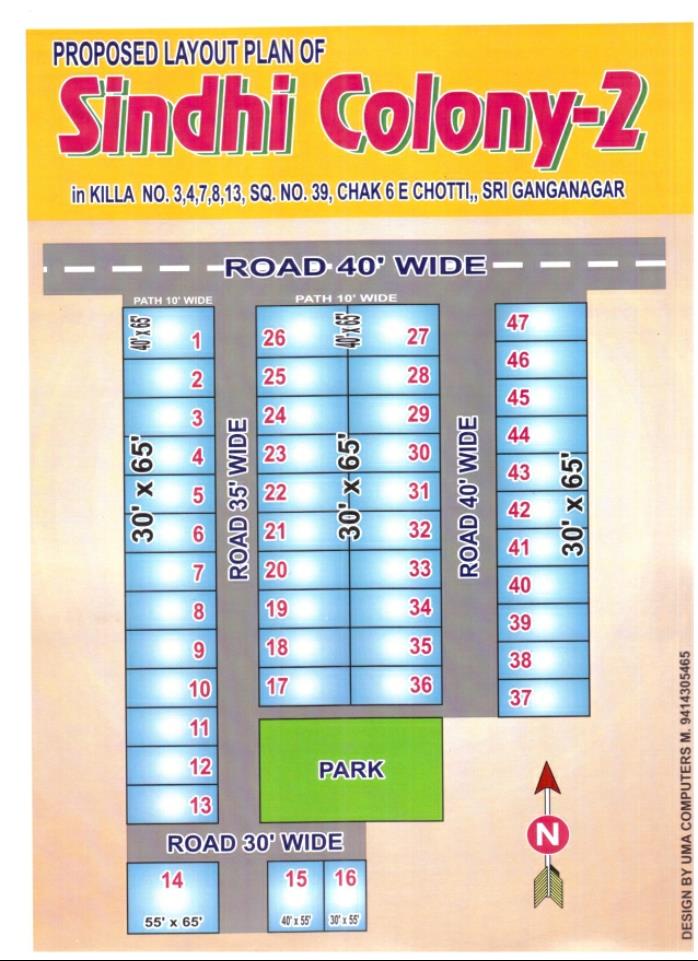 PROPOSED LAYOUT PLAN OF
Sindhi Colony-2
in KILLA NO. 3,4,7,8,13, SQ. NO. 39, CHAK 6 E CHOTTI,, SRI GANGANAGAR
ROAD 40' WIDE
PATH 10' WIDE
PATH 10' WIDE
40' x 65'
1
2
3
4
5
6
7
8
9
10
11
12
13
30' x 65'
ROAD 35' WIDE
26
25
24
23
22
21
20
19
18
17
40' x 65'
30' x 65'
27
28
29
30
31
32
33
34
35
36
ROAD 40' WIDE
47
46
45
44
43
42
41
40
39
38
37
30' x 65'
PARK
ROAD 30' WIDE
14
55' x 65'
15
40' x 55'
16
30' x 55'
N
DESIGN BY UMA COMPUTERS M. 9414305465